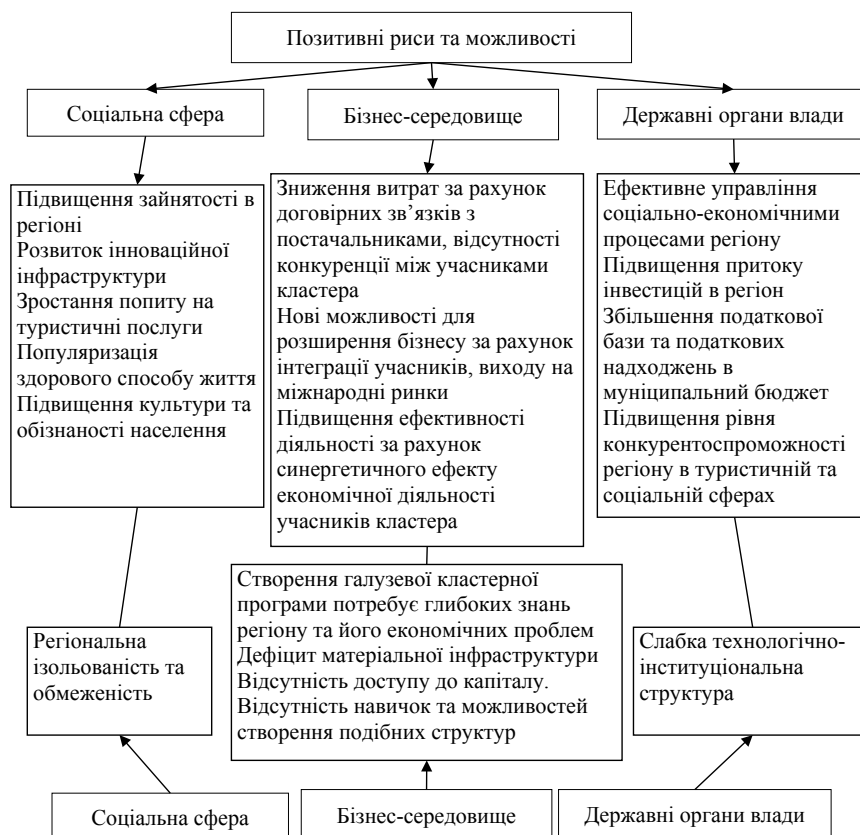 Позитивні риси та можливості
Соціальна сфера
Бізнес-середовище
Державні органи влади
Підвищення зайнятості в
регіоні
Розвиток інноваційної
інфраструктури
Зростання попиту на
туристичні послуги
Популяризація
здорового способу життя
Підвищення культури та
обізнаності населення
Зниження витрат за рахунок
договірних зв’язків з
постачальниками, відсутності
конкуренції між учасниками
кластера
Нові можливості для
розширення бізнесу за рахунок
інтеграції учасників, виходу на
міжнародні ринки
Підвищення ефективності
діяльності за рахунок
синергетичного ефекту
економічної діяльності
учасників кластера
Ефективне управління
соціально-економічними
процесами регіону
Підвищення притоку
інвестицій в регіон
Збільшення податкової
бази та податкових
надходжень в
муніципальний бюджет
Підвищення рівня
конкурентоспроможності
регіону в туристичній та
соціальній сферах
Регіональна
ізольованість та
обмеженість
Створення галузевої кластерної
програми потребує глибоких знань
регіону та його економічних проблем
Дефіцит матеріальної інфраструктури
Відсутність доступу до капіталу.
Відсутність навичок та можливостей
створення подібних структур
Слабка технологічно-
інституціональна
структура
Соціальна сфера
Бізнес-середовище
Державні органи влади